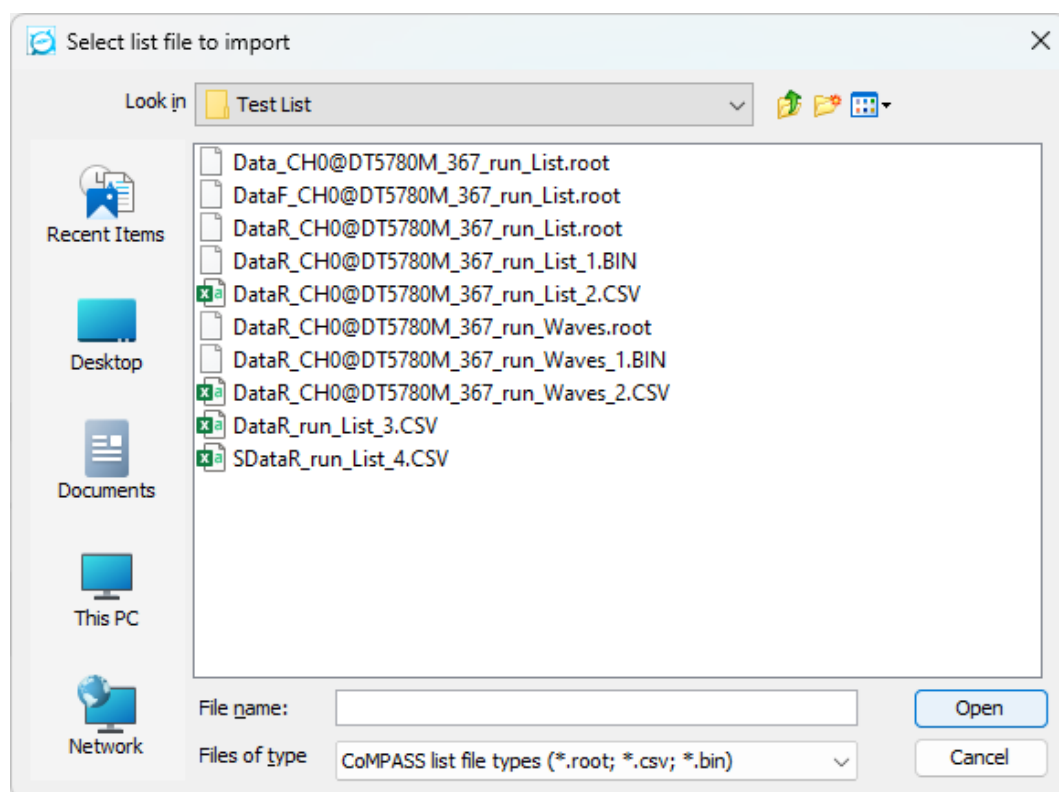 Select list file to import
Look in
Test List
Data_CH0@DT5780M_367_run_List.root
DataF_CH0@DT5780M_367_run_List.root
DataR_CH0@DT5780M_367_run_List.root
DataR_CH0@DT5780M_367_run_List_1.BIN
DataR_CH0@DT5780M_367_run_List_2.CSV
DataR_CH0@DT5780M_367_run_Waves.root
DataR_CH0@DT5780M_367_run_Waves_1.BIN
DataR_CH0@DT5780M_367_run_Waves_2.CSV
DataR_run_List_3.CSV
SDataR_run_List_4.CSV
Recent Items
Desktop
Documents
This PC
Network
File name:
Open
Files of type
CoMPASS list file types (*.root; *.csv; *.bin)
Cancel